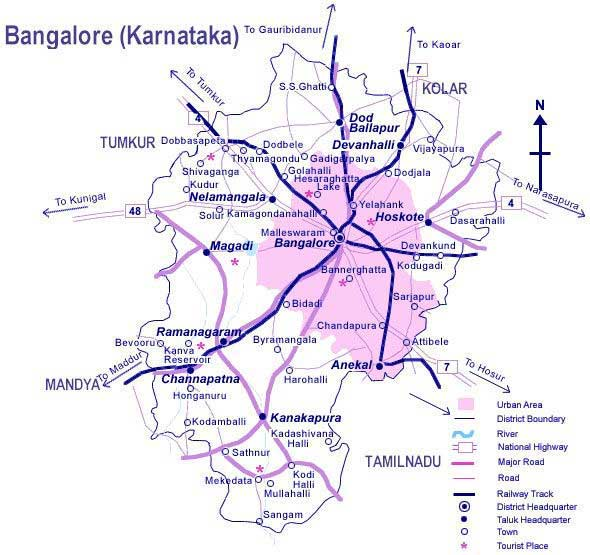 To Gauribidanur
Bangalore (Karnataka)
To Kaoar
7
To Tumkur
S.S.Ghatti
KOLAR
4
Dod
Ballapur
N
TUMKUR
Dobbasapeta
Dodbele
Devanhalli
Thyamagondu
Gadigarpalya
Vijayapura
Shivaganga
Golahalli
Hesaraghatta
Lake
Dodjala
Kudur
To Narasapura
To Kunigal
Nelamangala
Yelahank
4
48
Solur
Kamagondanahalli
Hoskote
Dasarahalli
Malleswaram
Magadi
Bangalore
Devankund
Kodugadi
Bannerghatta
Bidadi
Sarjapur
Ramanagaram
Chandapura
Bevooru
Kanva
Reservoir
Byramangala
Attibele
To Maddur
Anekal
7
To Hosur
MANDYA
Channapatna
Harohalli
Honganuru
Urban Area
Kodamballi
Kanakapura
District Boundary
Kadashivana
Halli
River
National Highway
Sathnur
TAMILNADU
Major Road
Mekedata
Kodi
Halli
Road
Mullahalli
Railway Track
District Headquarter
Sangam
Taluk Headquarter
Town
Tourist Place